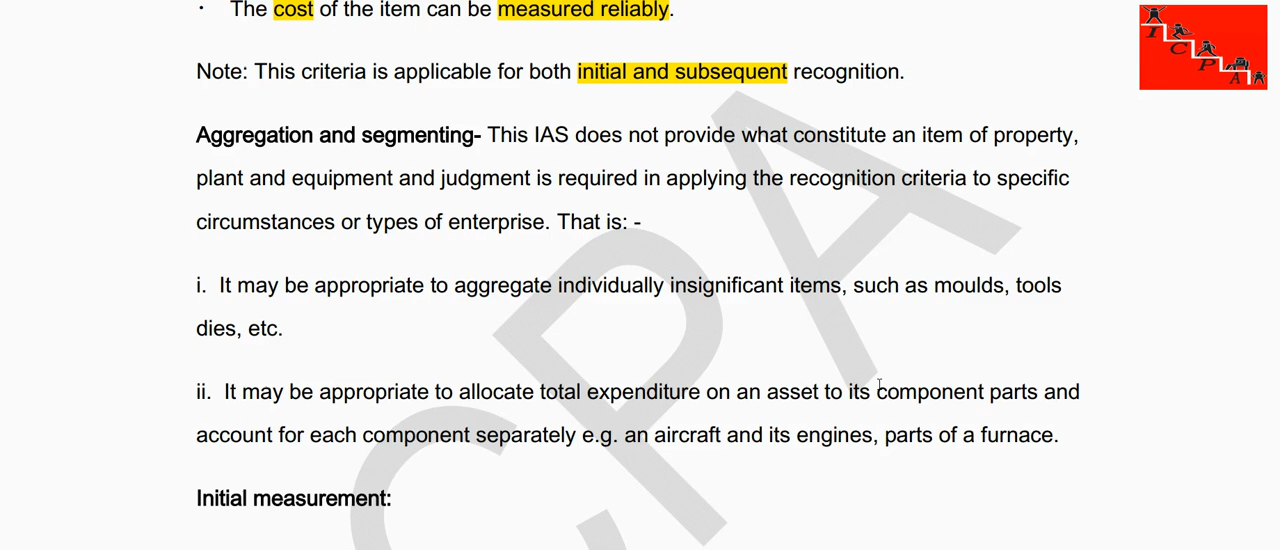 · The cost of the item can be measured reliably.
Note: This criteria is applicable for both initial and subsequent recognition.
Aggregation and segmenting- This IAS does not provide what constitute an item of property,
plant and equipment and judgment is required in applying the recognition criteria to specific
circumstances or types of enterprise. That is: -
i. It may be appropriate to aggregate individually insignificant items, such as moulds, tools
dies, etc.
ii. It may be appropriate to allocate total expenditure on an asset to its component parts and
account for each component separately e.g. an aircraft and its engines, parts of a furnace.
Initial measurement:
I
C
P
A
CPA